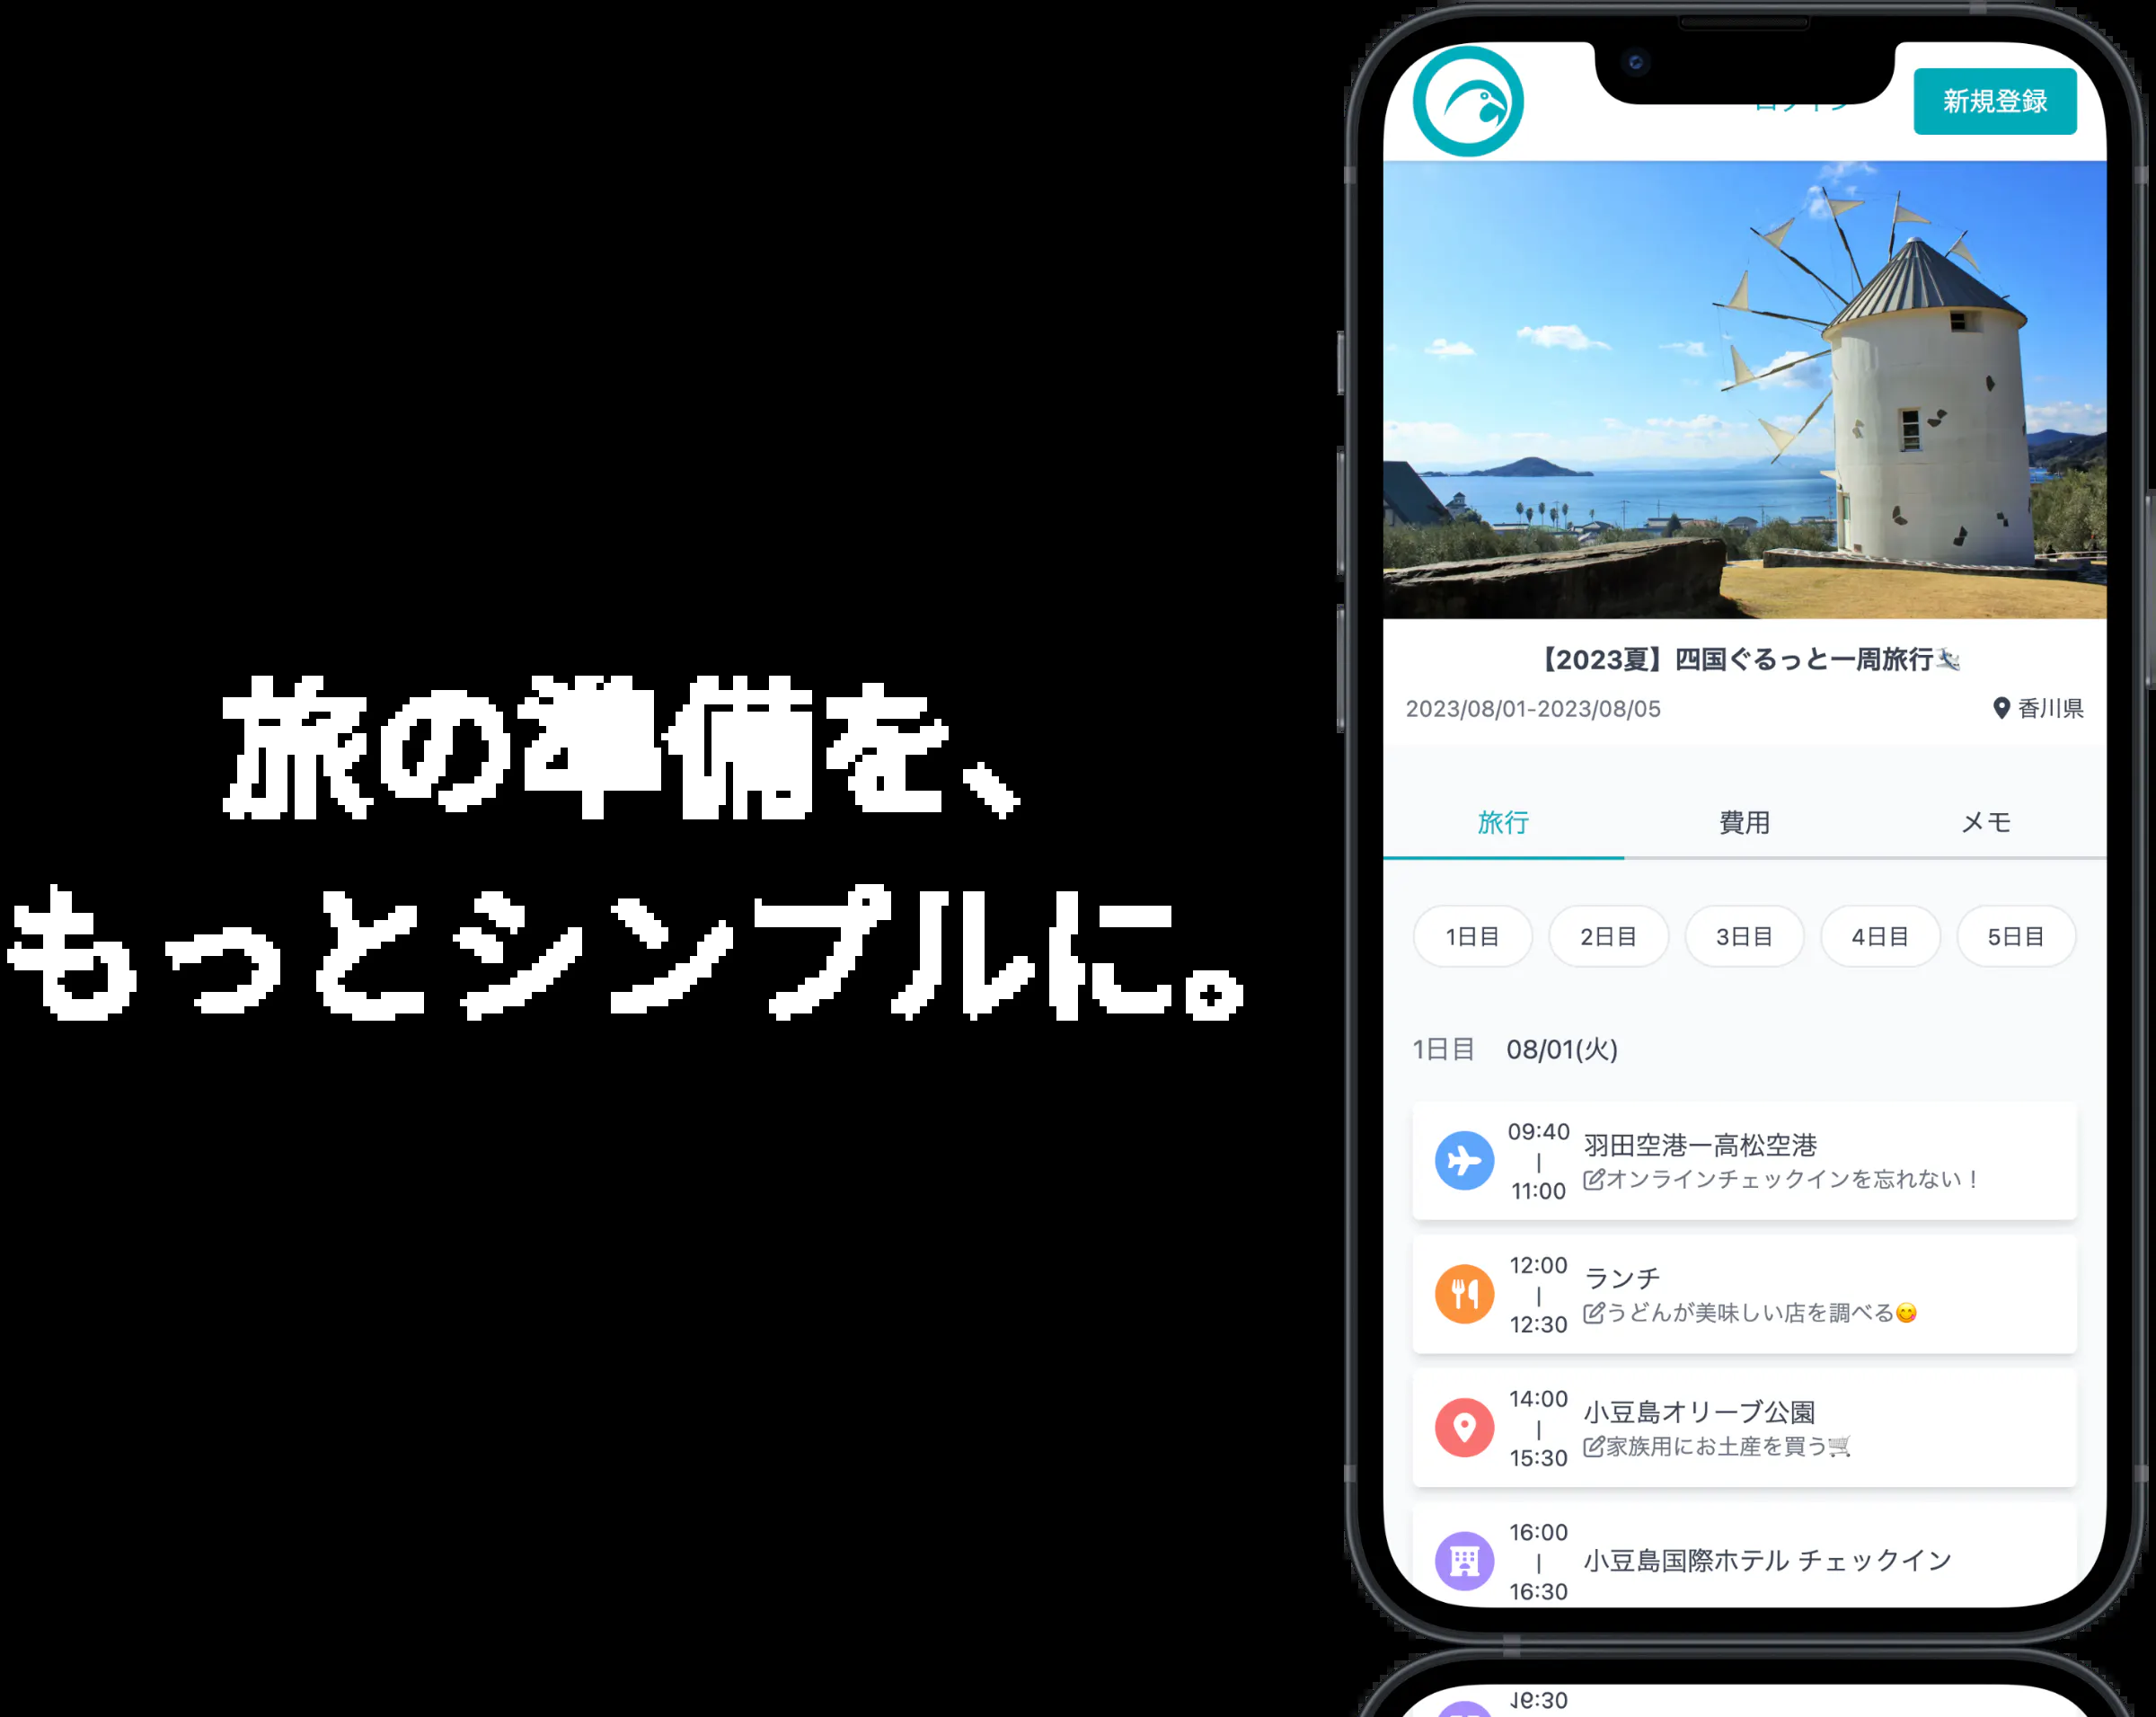 旅の準備を、
もっとシンプルに。
ログイン
新規登録
【2023夏】四国ぐるっと一周旅行
2023/08/01-2023/08/05
香川県
旅行 費用 メモ
1日目 2日目 3日目 4日目 5日目
1日目 08/01(火)
09:40
|
11:00
羽田空港ー高松空港
オンラインチェックインを忘れない！
12:00
|
12:30
ランチ
うどんが美味しい店を調べる😋
14:00
|
15:30
小豆島オリーブ公園
家族用にお土産を買う🛒
16:00
|
16:30
小豆島国際ホテル チェックイン